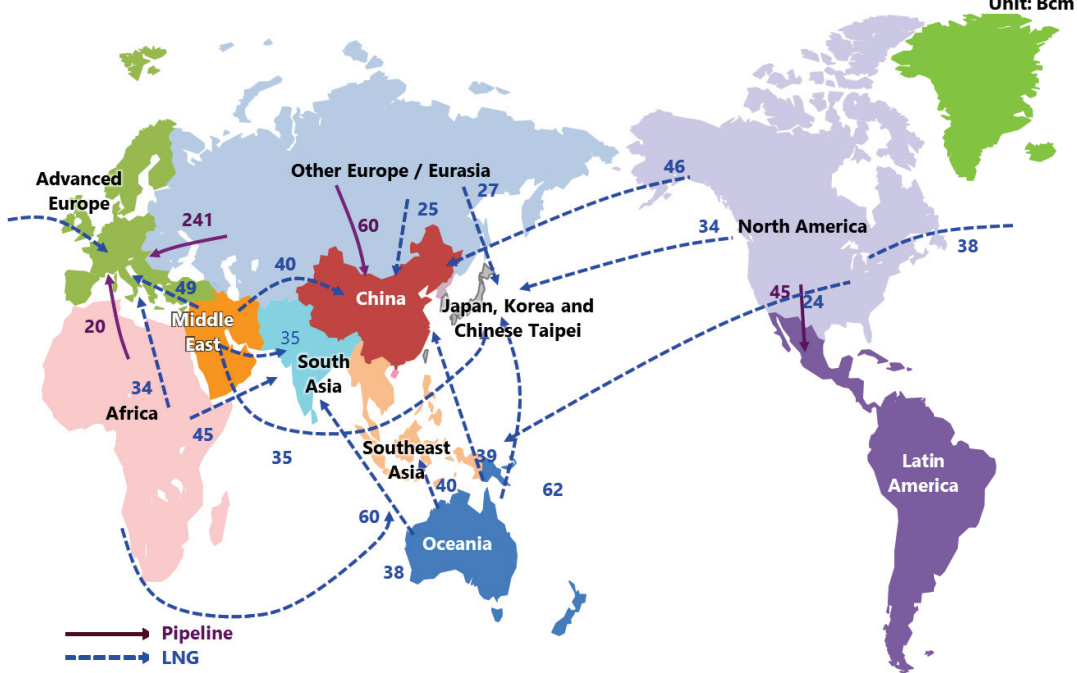 Unit: Bcm
Advanced
Europe
Other Europe / Eurasia
46
27
25
241
60
34
North America
38
40
49
China
45
24
Japan, Korea and
Chinese Taipei
Middle
East
20
35
South
Asia
34
Africa
45
35
Southeast
Asia
39
40
62
Latin
America
60
Oceania
38
Pipeline
LNG